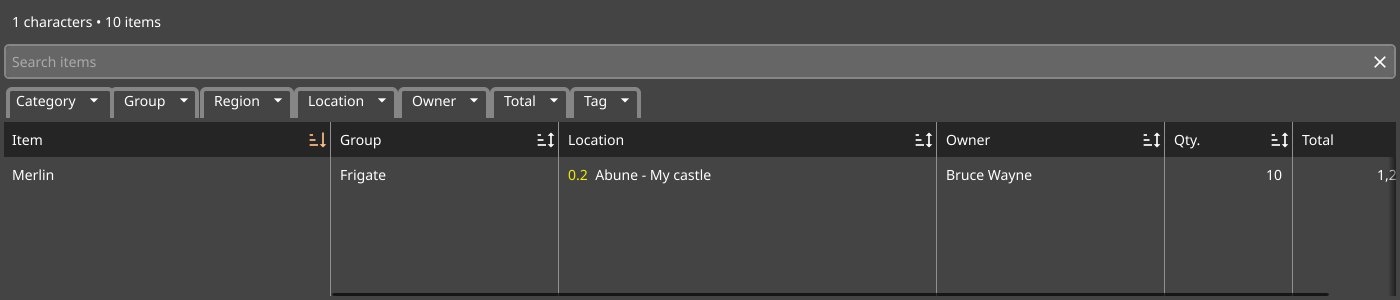 1 characters • 10 items
Search items
Category Group Region Location Owner Total Tag
Item Group Location Owner Qty. Total
Merlin Frigate 0.2 Abune - My castle Bruce Wayne 10 1,2